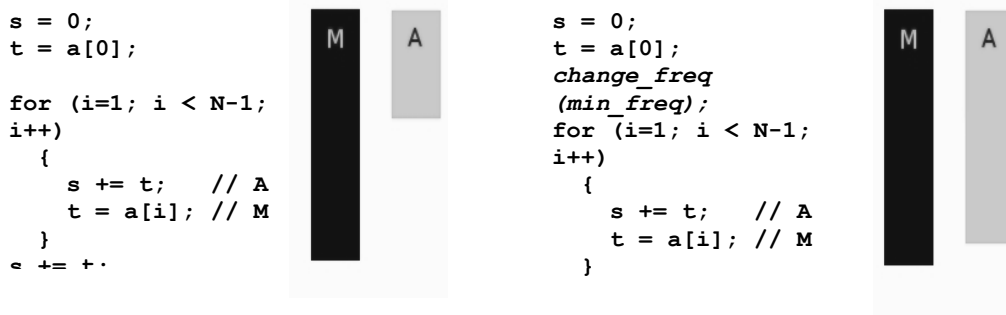 s = 0;
t = a[0];
for (i=1; i < N-1;
i++)
{
s += t;   // A
t = a[i]; // M
}
s += t;
M
A
s = 0;
t = a[0];
change_freq
(min_freq);
for (i=1; i < N-1;
i++)
{
s += t;   // A
t = a[i]; // M
}
M
A